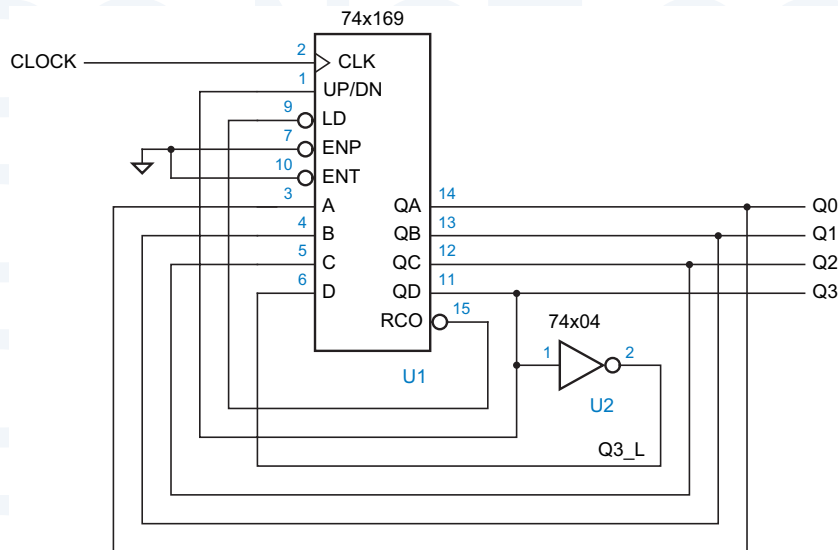 74x169
CLOCK 2 CLK
1 UP/DN
9 LD
7 ENP
10 ENT
3 A QA 14 Q0
4 B QB 13 Q1
5 C QC 12 Q2
6 D QD 11 Q3
RCO 15
74x04
1 2
U1
U2
Q3_L